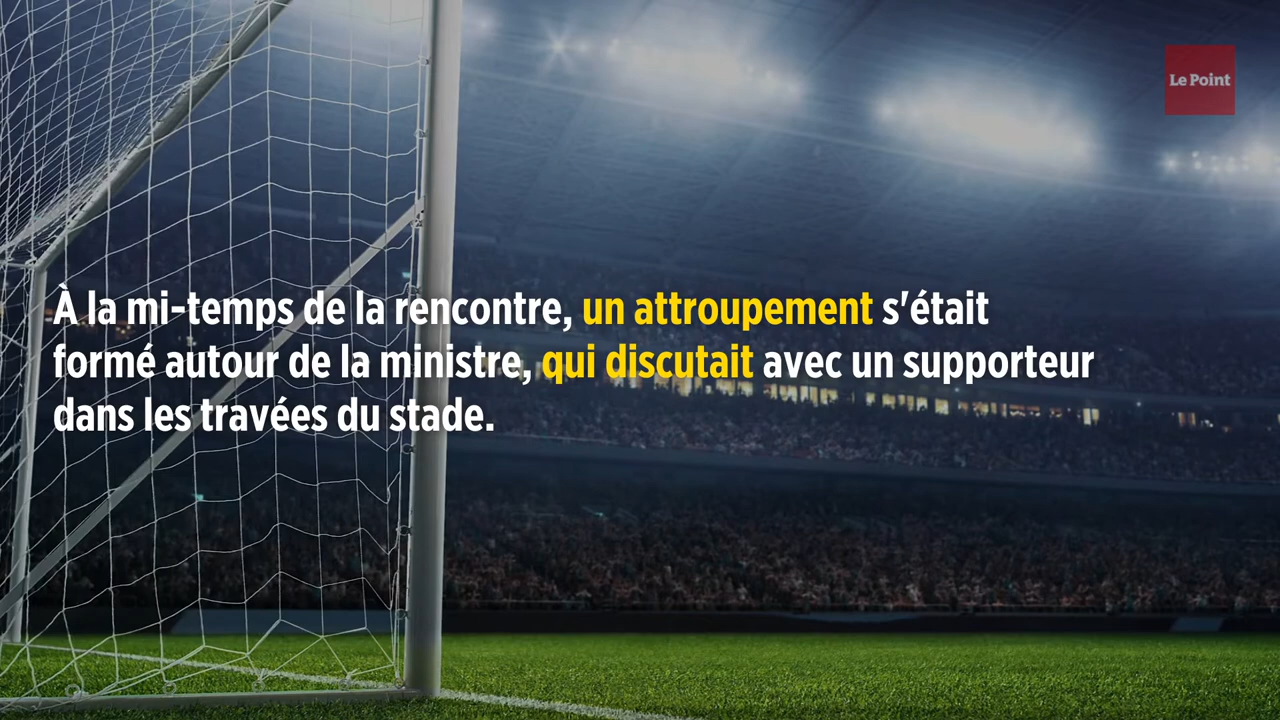 Le Point
À la mi-temps de la rencontre, un attroupement s'était
formé autour de la ministre, qui discutait avec un supporteur
dans les travées du stade.